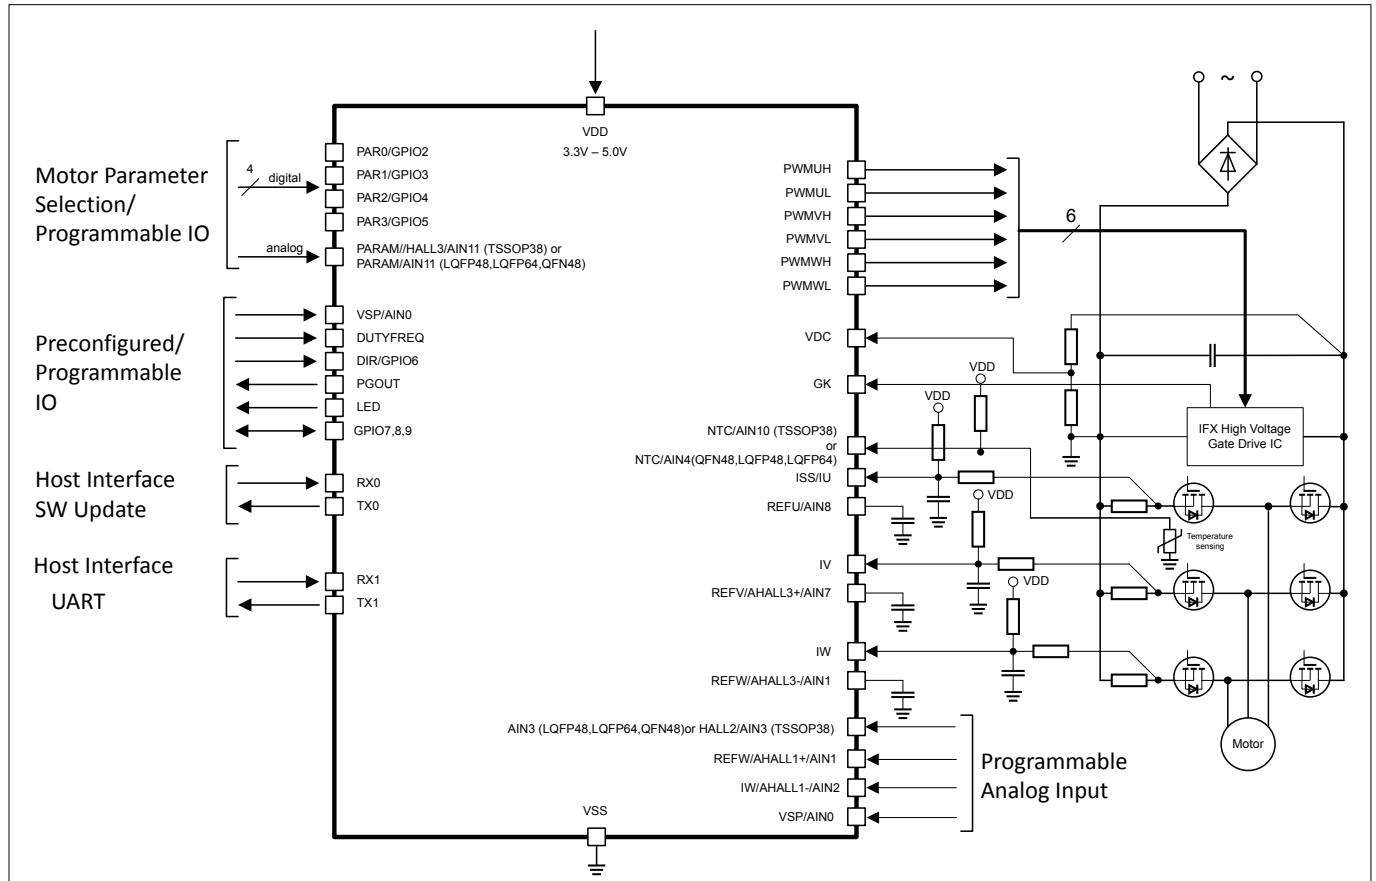 ~
VDD
3.3V – 5.0V
Motor Parameter
Selection/
Programmable IO
4
digital
analog
PAR0/GPIO2
PAR1/GPIO3
PAR2/GPIO4
PAR3/GPIO5
PARAM//HALL3/AIN11 (TSSOP38) or
PARAM/AIN11 (LQFP48,LQFP64,QFN48)
Preconfigured/
Programmable
IO
VSP/AIN0
DUTYFREQ
DIR/GPIO6
PGOUT
LED
GPIO7,8,9
Host Interface
SW Update
RX0
TX0
Host Interface
UART
RX1
TX1
VSS
PWMUH
PWMUL
PWMVH
PWMVL
PWMWH
PWMWL
6
VDC
GK
NTC/AIN10 (TSSOP38)
or
NTC/AIN4(QFN48,LQFP48,LQFP64)
ISS/IU
REFU/AIN8
IV
REFV/AHALL3+/AIN7
IW
REFW/AHALL3-/AIN1
AIN3 (LQFP48,LQFP64,QFN48)or HALL2/AIN3 (TSSOP38)
REFW/AHALL1+/AIN1
IW/AHALL1-/AIN2
VSP/AIN0
Programmable
Analog Input
VDD
VDD
VDD
VDD
IFX High Voltage
Gate Drive IC
Temperature
sensing
Motor